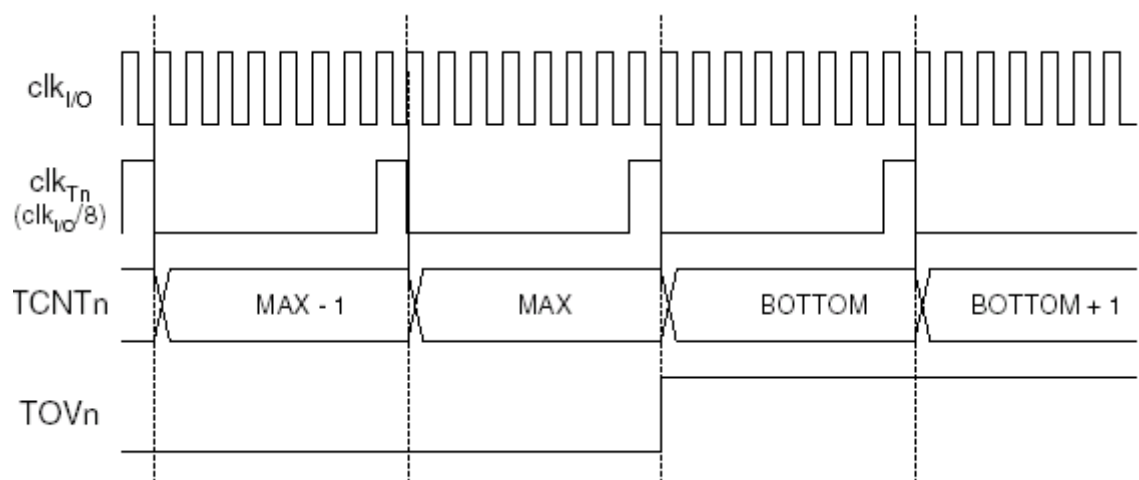 clkI/O
clkTn
(clkI/O/8)
TCNTn MAX - 1 MAX BOTTOM BOTTOM + 1
TOVn